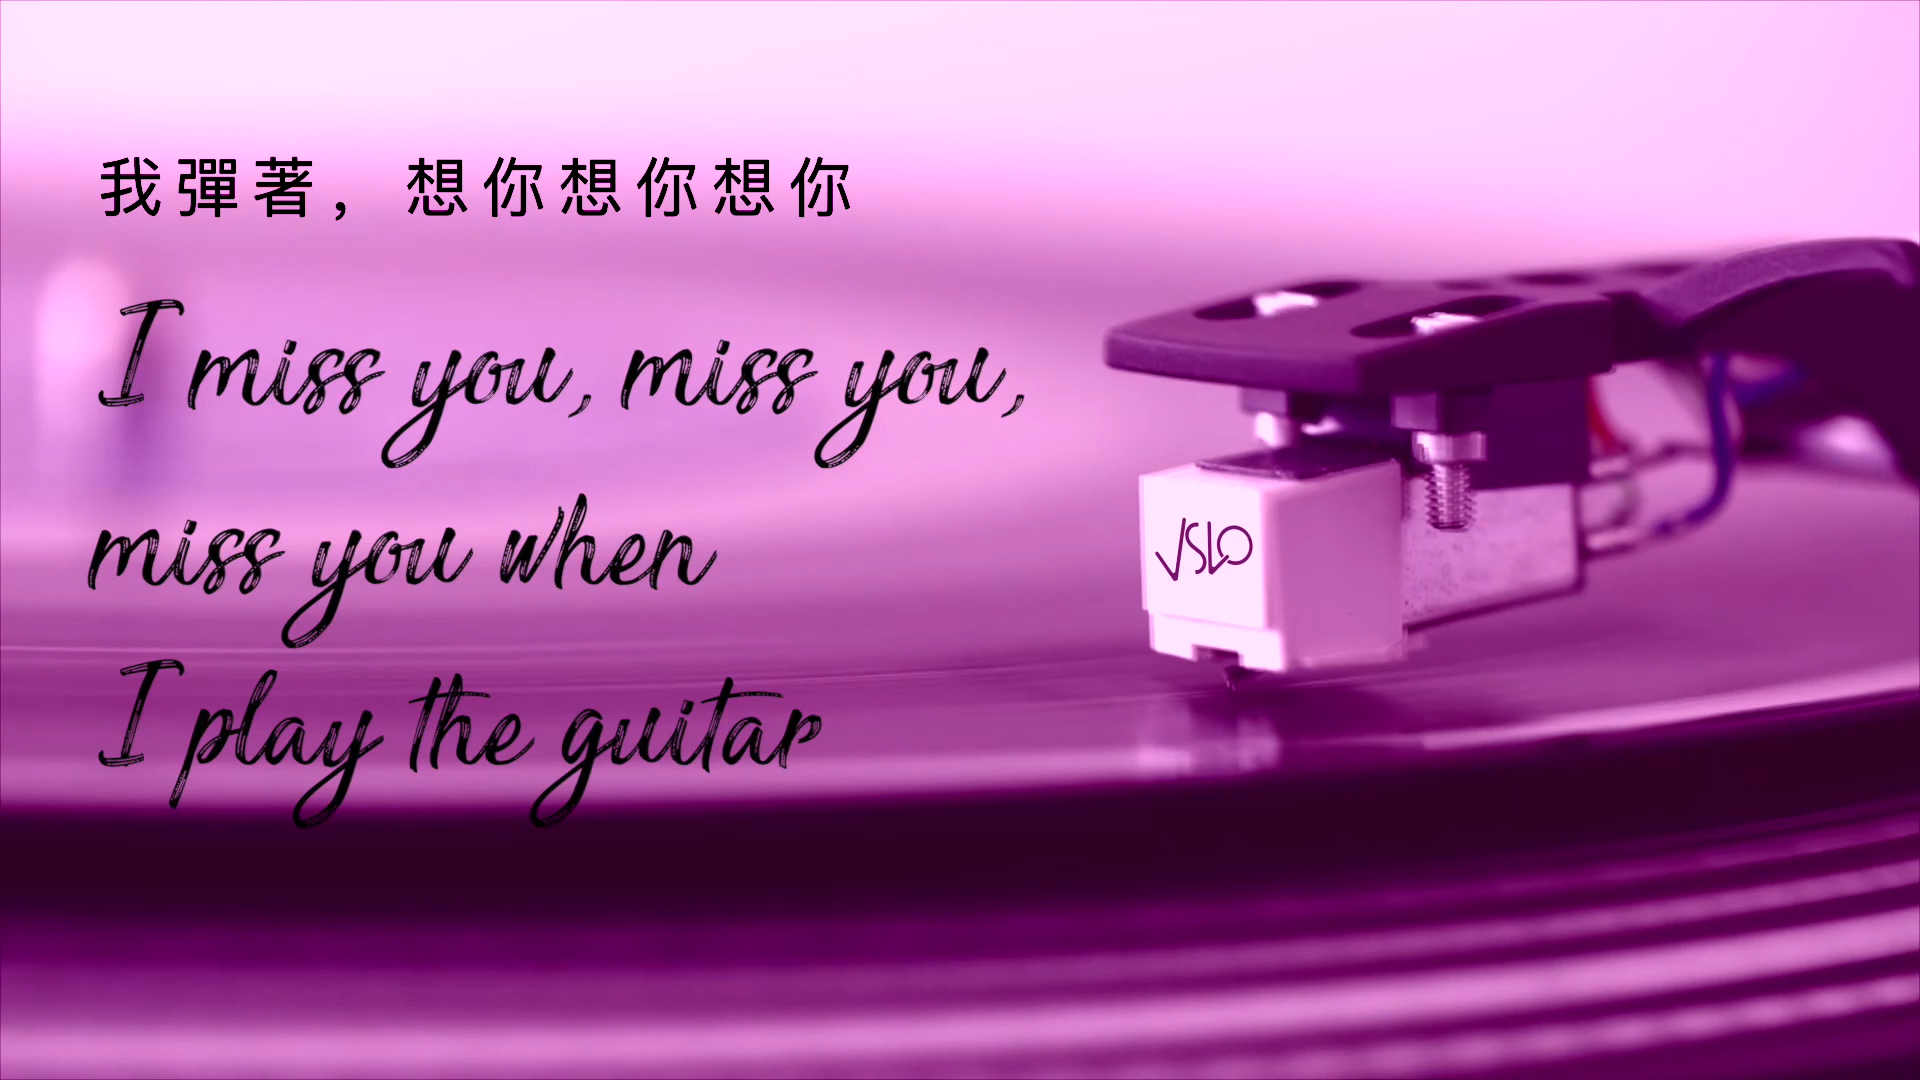 我彈著，想你想你想你
I miss you, miss you,
miss you when
I play the guitar
VSLO